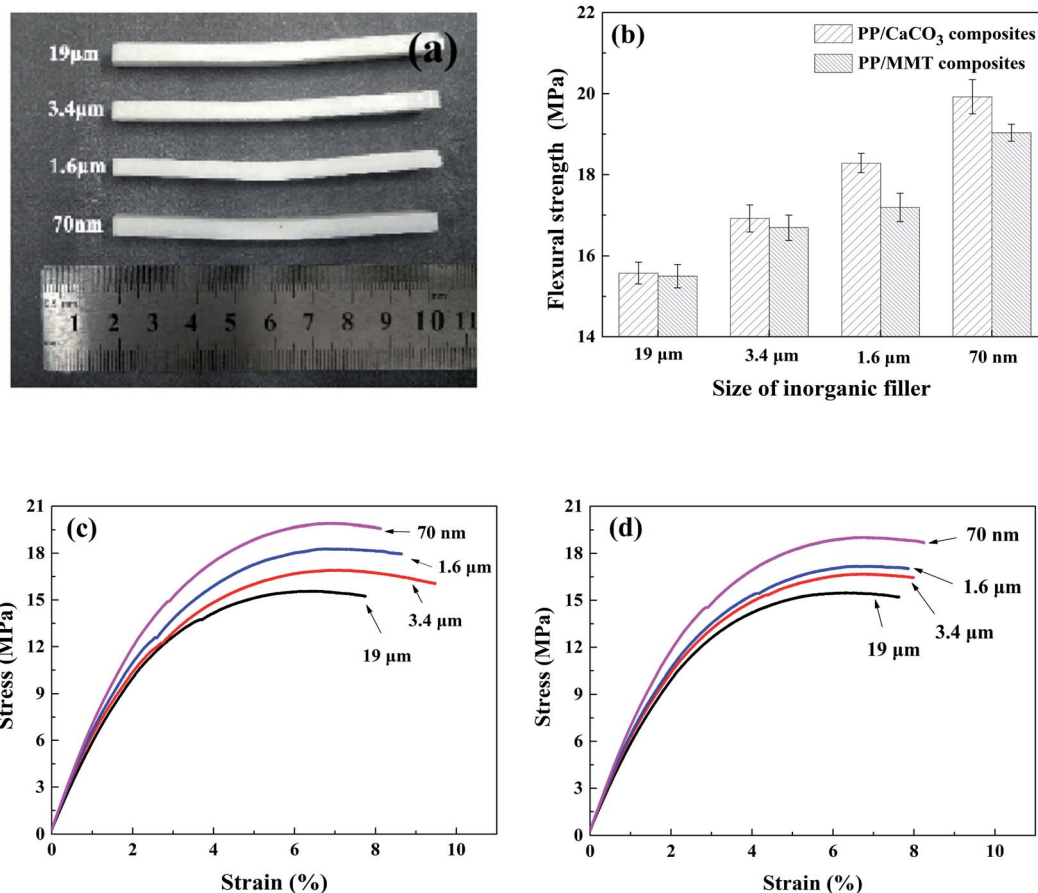 (a)
19μm
3.4μm
1.6μm
70nm
0.5 mm
1 2 3 4 5 6 7 8 9 10 11
(b)
PP/CaCO₃ composites
PP/MMT composites
Flexural strength (MPa)
22
20
18
16
14
19 μm 3.4 μm 1.6 μm 70 nm
Size of inorganic filler
(c)
Stress (MPa)
21
18
15
12
9
6
3
0
70 nm
1.6 μm
3.4 μm
19 μm
0 2 4 6 8 10
Strain (%)
(d)
Stress (MPa)
21
18
15
12
9
6
3
0
70 nm
1.6 μm
3.4 μm
19 μm
0 2 4 6 8 10
Strain (%)